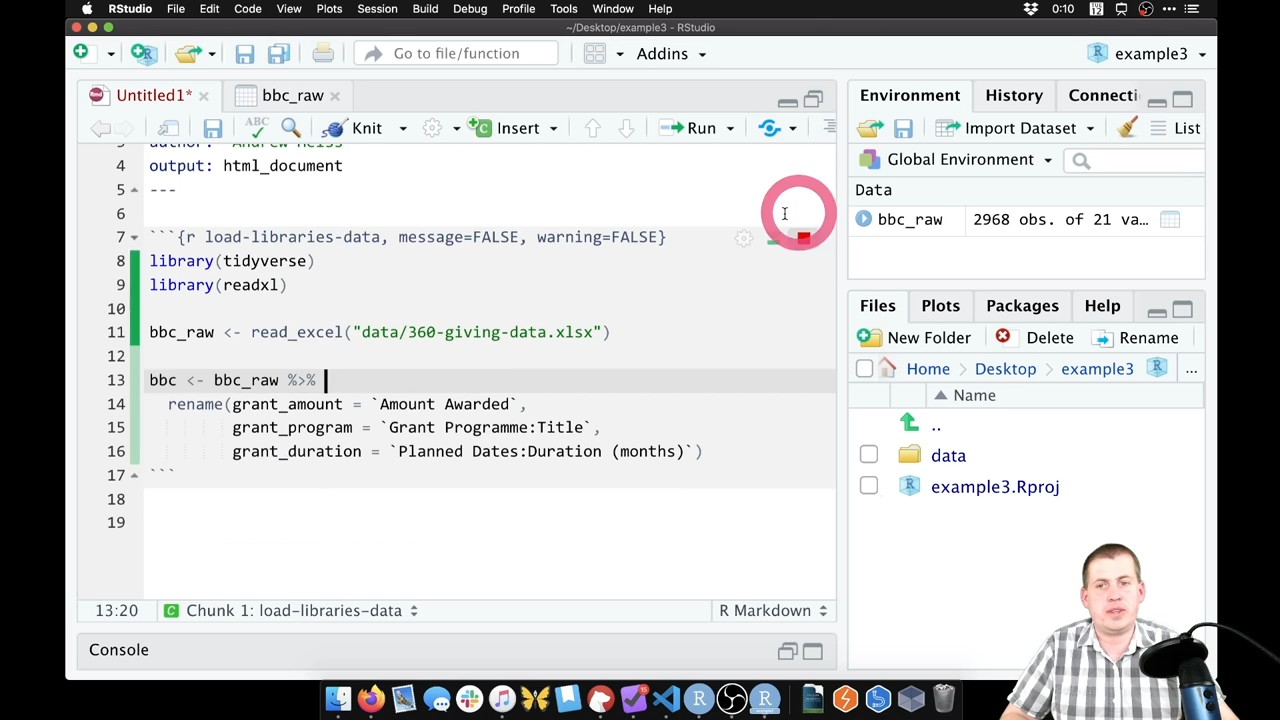 RStudio File Edit Code View Plots Session Build Debug Profile Tools Window Help 0:10
~/Desktop/example3 - RStudio
Go to file/function Addins example3
Untitled1* bbc_raw
ABC Knit Insert Run
author: "Andrew Heiss"
4 output: html_document
5 ---
6
7 ```{r load-libraries-data, message=FALSE, warning=FALSE}
8 library(tidyverse)
9 library(readxl)
10
11 bbc_raw <- read_excel("data/360-giving-data.xlsx")
12
13 bbc <- bbc_raw %>%
14 rename(grant_amount = `Amount Awarded`,
15 grant_program = `Grant Programme:Title`,
16 grant_duration = `Planned Dates:Duration (months)`)
17 ```
18
19
13:20 Chunk 1: load-libraries-data R Markdown
Console
Environment History Connecti
Import Dataset List
Global Environment
Data
bbc_raw 2968 obs. of 21 va…
Files Plots Packages Help
New Folder Delete Rename
Home Desktop example3 ...
Name
..
data
example3.Rproj